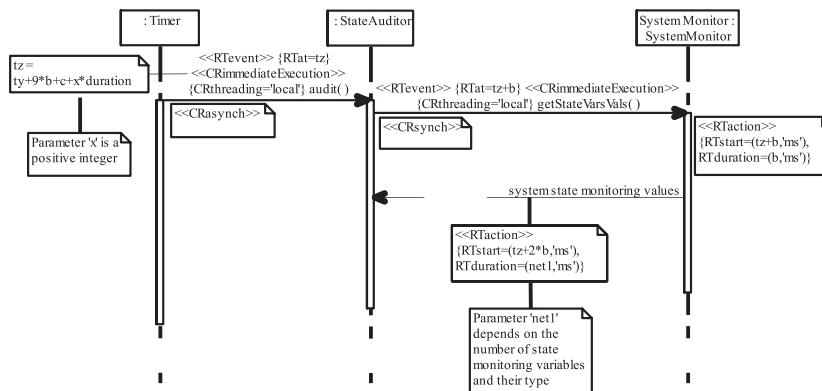 : Timer
: StateAuditor
System Monitor :
SystemMonitor
tz =
ty+9*b+c+x*duration
<<RTevent>> {RTat=tz}
<<CRimmediateExecution>>
{CRthreading='local'} audit( )
<<RTevent>> {RTat=tz+b} <<CRimmediateExecution>>
{CRthreading='local'} getStateVarsVals( )
<<CRasynch>>
<<CRsynch>>
Parameter 'x' is a
positive integer
<<RTaction>>
{RTstart=(tz+b,'ms'),
RTduration=(b,'ms')}
system state monitoring values
<<RTaction>>
{RTstart=(tz+2*b,'ms'),
RTduration=(net1,'ms')}
Parameter 'net1'
depends on the
number of state
monitoring variables
and their type